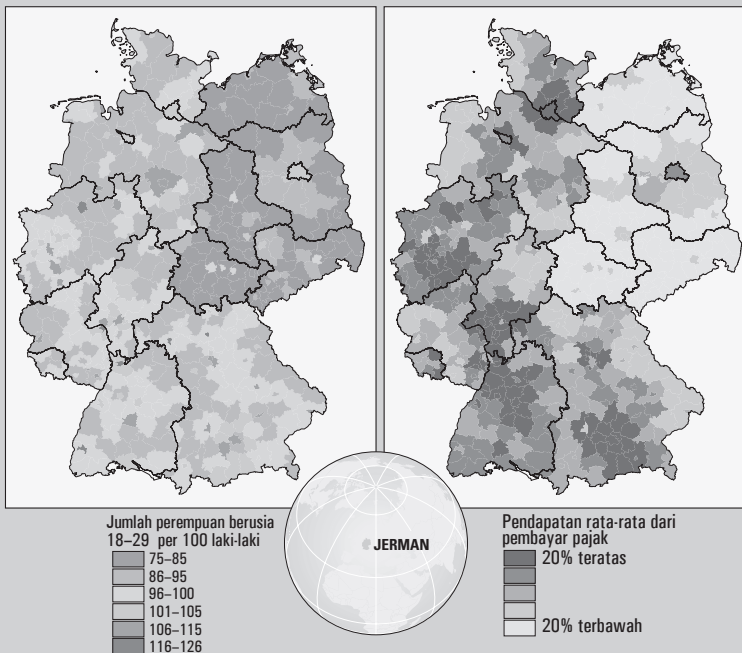 Jumlah perempuan berusia
18–29 per 100 laki-laki
75–85
86–95
96–100
101–105
106–115
116–126
JERMAN
Pendapatan rata-rata dari
pembayar pajak
20% teratas
20% terbawah